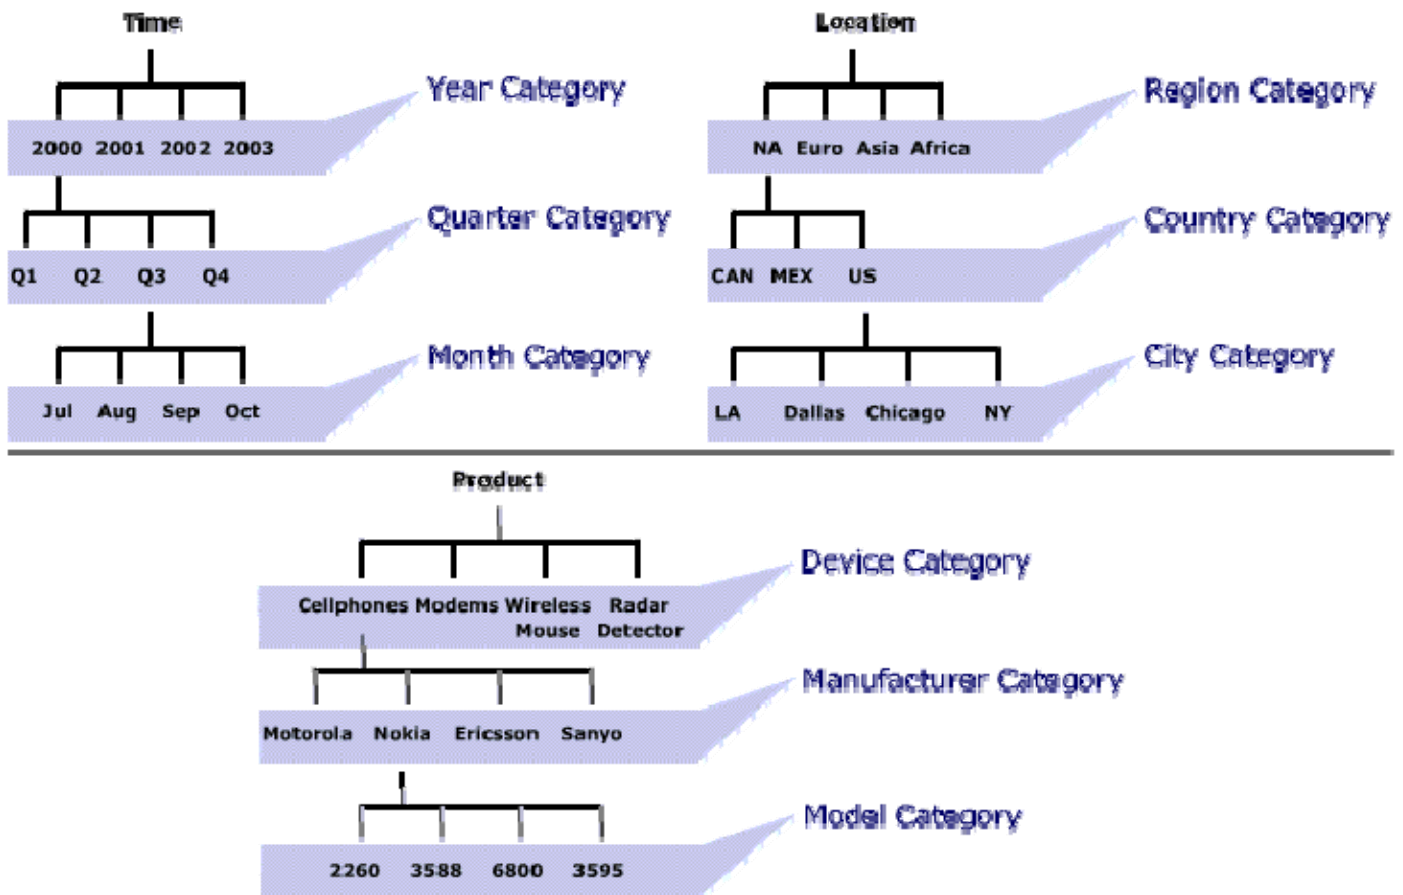 Time
Year Category
2000 2001 2002 2003
Quarter Category
Q1 Q2 Q3 Q4
Month Category
Jul Aug Sep Oct
Location
Region Category
NA Euro Asia Africa
Country Category
CAN MEX US
City Category
LA Dallas Chicago NY
Product
Device Category
Cellphones Modems Wireless Radar
Mouse Detector
Manufacturer Category
Motorola Nokia Ericsson Sanyo
Model Category
2260 3588 6800 3595